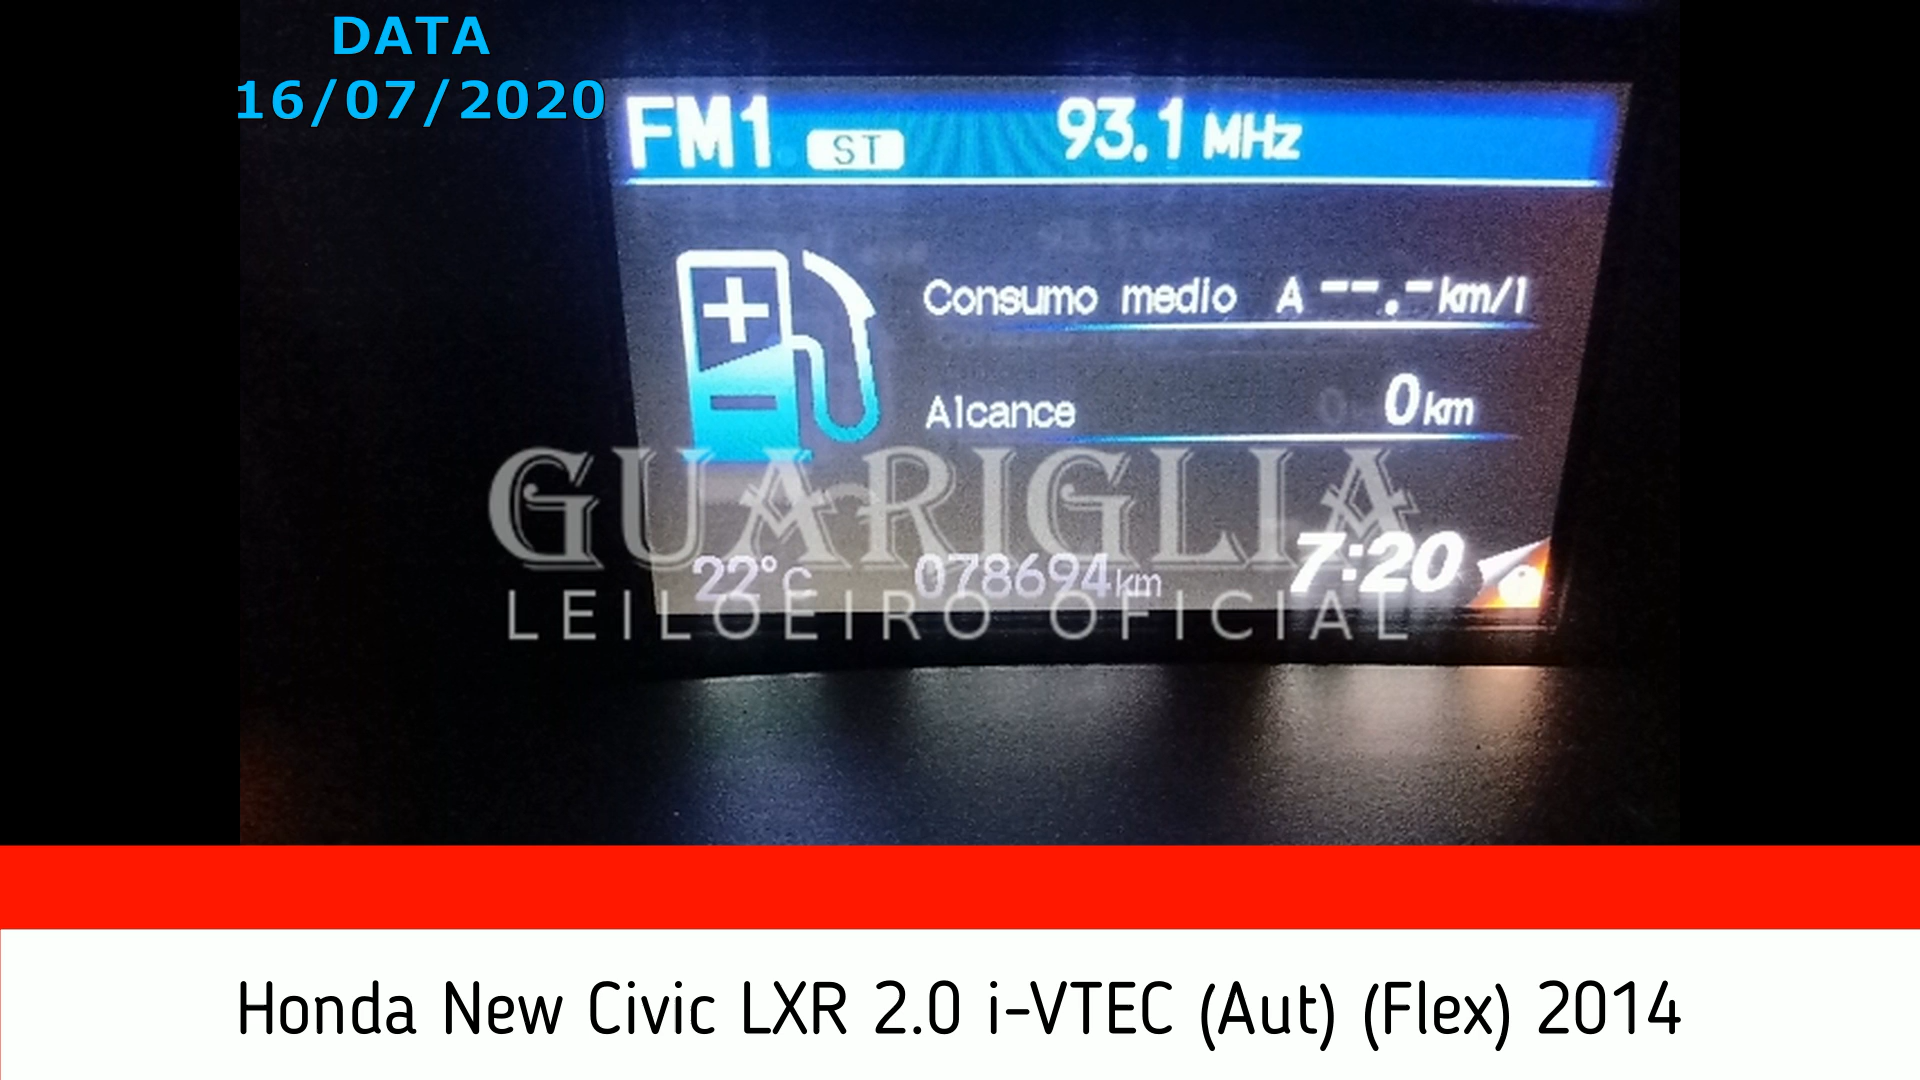 DATA
16/07/2020
FM1 ST 93.1 MHz
Consumo medio A --.- km/l
Alcance 0 km
GUARIGLIA
22°C 078694 km 7:20
LEILOEIRO OFICIAL
Honda New Civic LXR 2.0 i-VTEC (Aut) (Flex) 2014